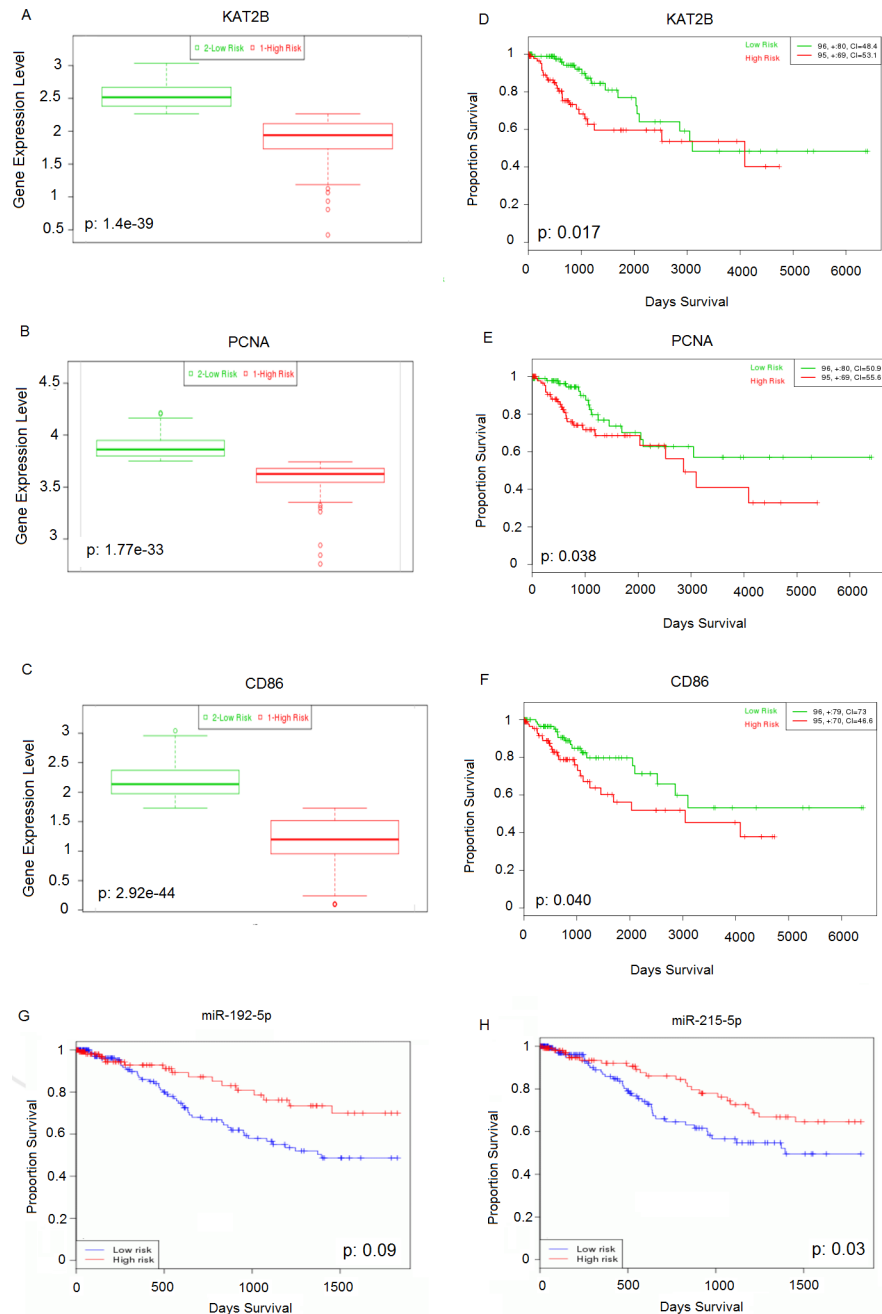 A
KAT2B
Gene Expression Level
2-Low Risk 1-High Risk
3
2.5
2
1.5
1
0.5
p: 1.4e-39
D
KAT2B
Proportion Survival
Low Risk
High Risk
96, +:80, CI=48.4
95, +:69, CI=53.1
1
0.8
0.6
0.4
0.2
0
p: 0.017
0 1000 2000 3000 4000 5000 6000
Days Survival
B
PCNA
Gene Expression Level
2-Low Risk 1-High Risk
4.5
4
3.5
3
p: 1.77e-33
E
PCNA
Proportion Survival
Low Risk
High Risk
96, +:80, CI=50.9
95, +:69, CI=55.6
1
0.8
0.6
0.4
0.2
0
p: 0.038
0 1000 2000 3000 4000 5000 6000
Days Survival
C
CD86
Gene Expression Level
2-Low Risk 1-High Risk
3
2.5
2
1.5
1
0.5
0
p: 2.92e-44
F
CD86
Proportion Survival
Low Risk
High Risk
96, +:79, CI=73
95, +:70, CI=46.6
1
0.8
0.6
0.4
0.2
0
p: 0.040
0 1000 2000 3000 4000 5000 6000
Days Survival
G
miR-192-5p
Proportion Survival
1
0.8
0.6
0.4
0.2
0
Low risk
High risk
p: 0.09
0 500 1000 1500
Days Survival
H
miR-215-5p
Proportion Survival
1
0.8
0.6
0.4
0.2
0
Low risk
High risk
p: 0.03
0 500 1000 1500
Days Survival